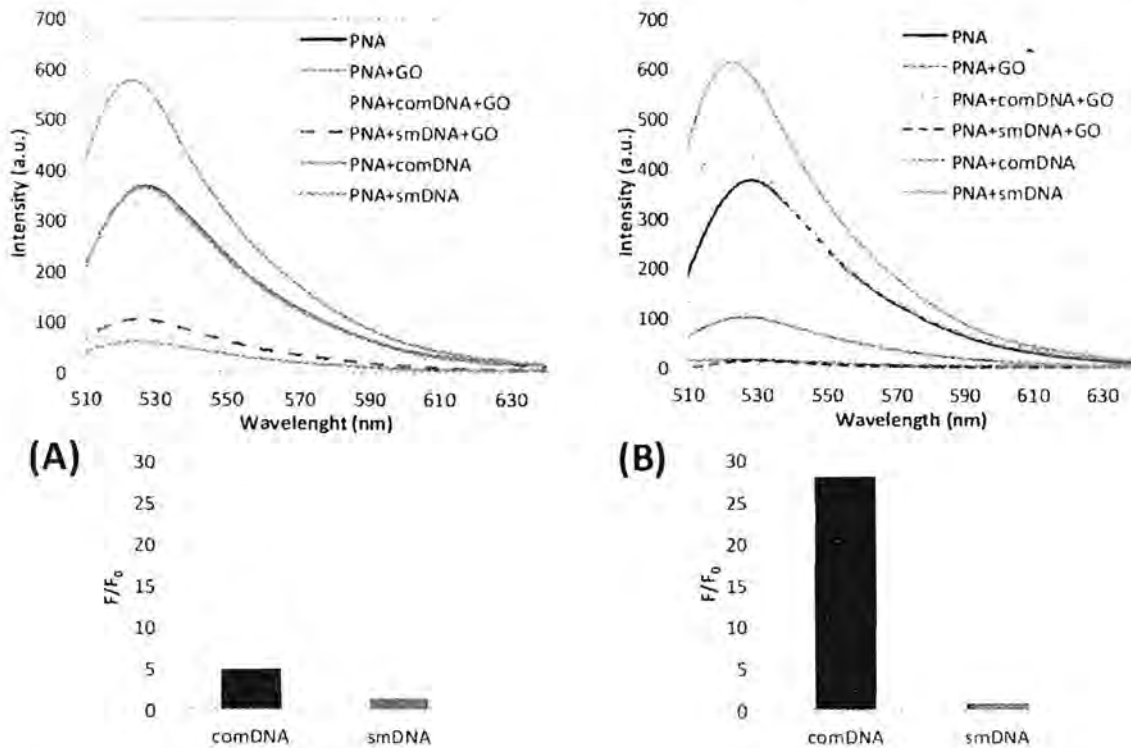 700
600
500
400
300
200
100
0
Intensity (a.u.)
PNA
PNA+GO
PNA+comDNA+GO
PNA+smDNA+GO
PNA+comDNA
PNA+smDNA
510 530 550 570 590 610 630
Wavelenght (nm)
700
600
500
400
300
200
100
0
Intensity (a.u.)
PNA
PNA+GO
PNA+comDNA+GO
PNA+smDNA+GO
PNA+comDNA
PNA+smDNA
510 530 550 570 590 610 630
Wavelength (nm)
(A)
30
25
20
15
10
5
0
F/F₀
comDNA smDNA
(B)
30
25
20
15
10
5
0
F/F₀
comDNA smDNA